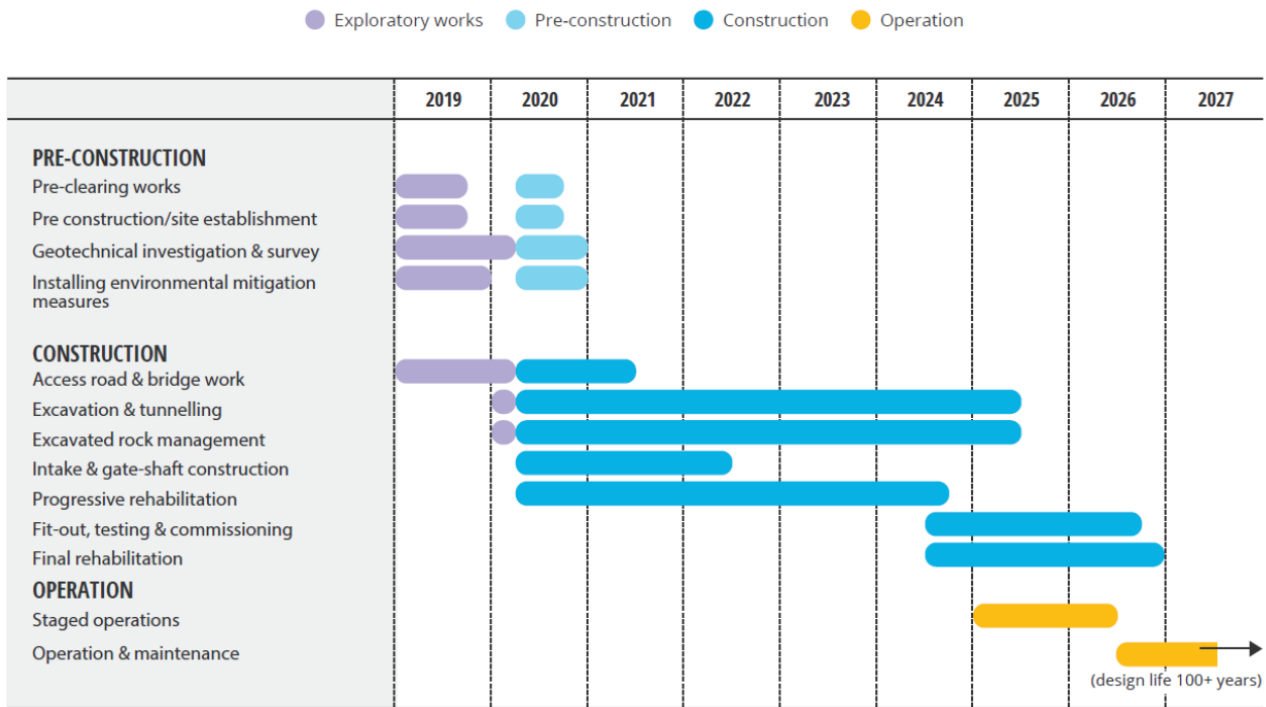 Exploratory works Pre-construction Construction Operation
2019 2020 2021 2022 2023 2024 2025 2026 2027
PRE-CONSTRUCTION
Pre-clearing works
Pre construction/site establishment
Geotechnical investigation & survey
Installing environmental mitigation
measures
CONSTRUCTION
Access road & bridge work
Excavation & tunnelling
Excavated rock management
Intake & gate-shaft construction
Progressive rehabilitation
Fit-out, testing & commissioning
Final rehabilitation
OPERATION
Staged operations
Operation & maintenance
(design life 100+ years)